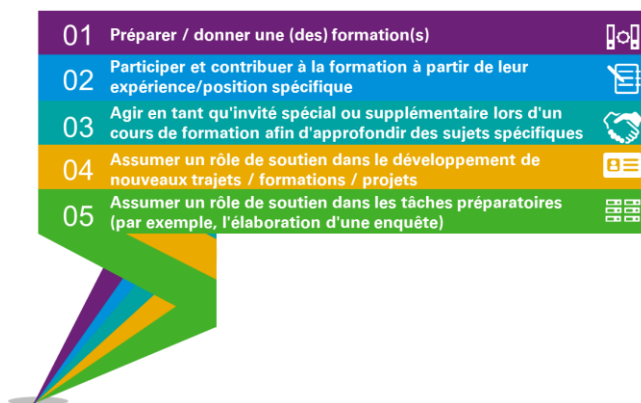 01 Préparer / donner une (des) formation(s)
02 Participer et contribuer à la formation à partir de leur
expérience/position spécifique
03 Agir en tant qu'invité spécial ou supplémentaire lors d'un
cours de formation afin d'approfondir des sujets spécifiques
04 Assumer un rôle de soutien dans le développement de
nouveaux trajets / formations / projets
05 Assumer un rôle de soutien dans les tâches préparatoires
(par exemple, l'élaboration d'une enquête)